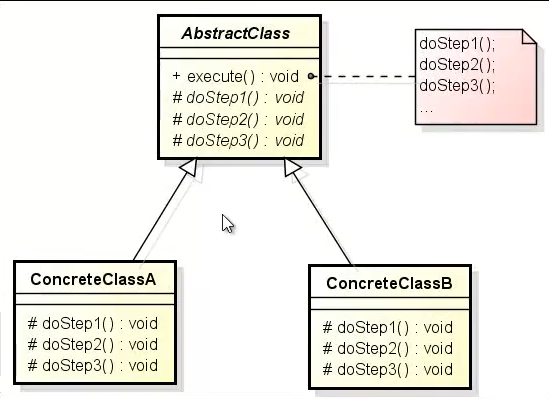 AbstractClass
+ execute() : void
# doStep1() : void
# doStep2() : void
# doStep3() : void
doStep1();
doStep2();
doStep3();
...
ConcreteClassA
# doStep1() : void
# doStep2() : void
# doStep3() : void
ConcreteClassB
# doStep1() : void
# doStep2() : void
# doStep3() : void